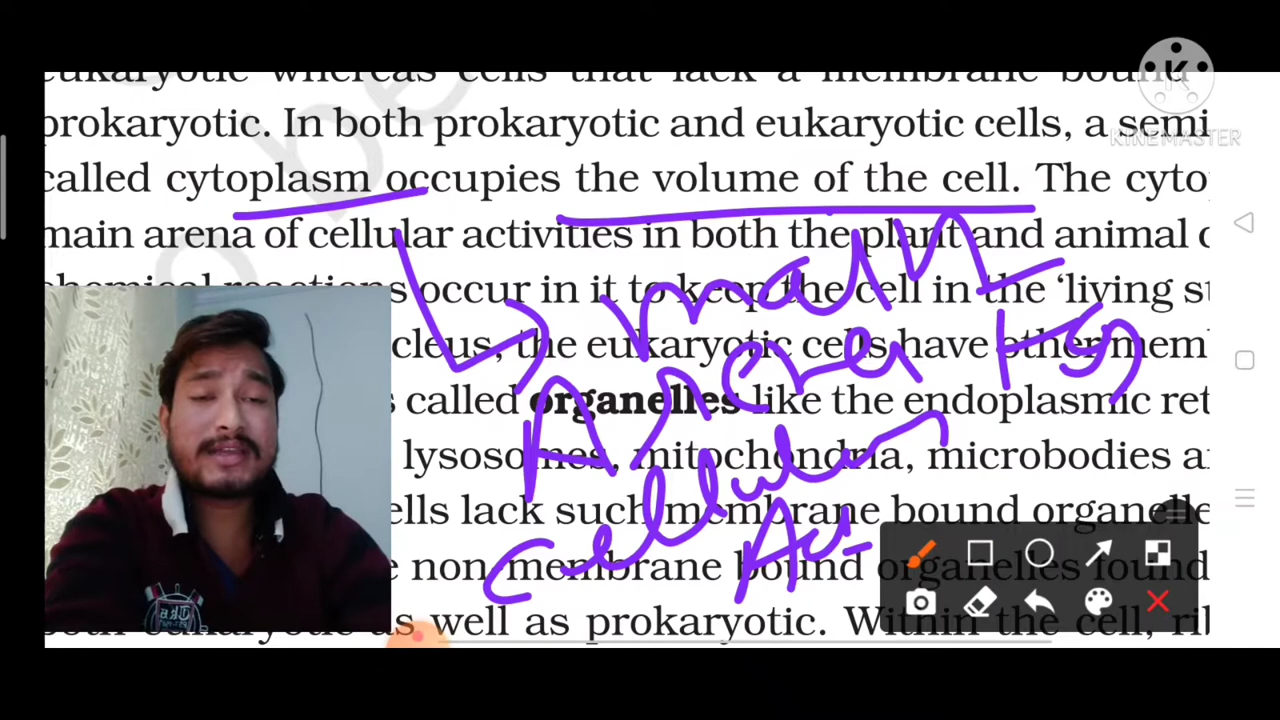 eukaryotic whereas cells that lack a membrane bound
prokaryotic. In both prokaryotic and eukaryotic cells, a semi
called cytoplasm occupies the volume of the cell. The cyto
main arena of cellular activities in both the plant and animal c
chemical reactions occur in it to keep the cell in the ‘living st
cleus, the eukaryotic cells have other mem
s called organelles like the endoplasmic ret
lysosomes, mitochondria, microbodies a
ells lack such membrane bound organelle
e non-membrane bound organelles found
both eukaryotic as well as prokaryotic. Within the cell, ri
main
cellular
Act
KINEMASTER